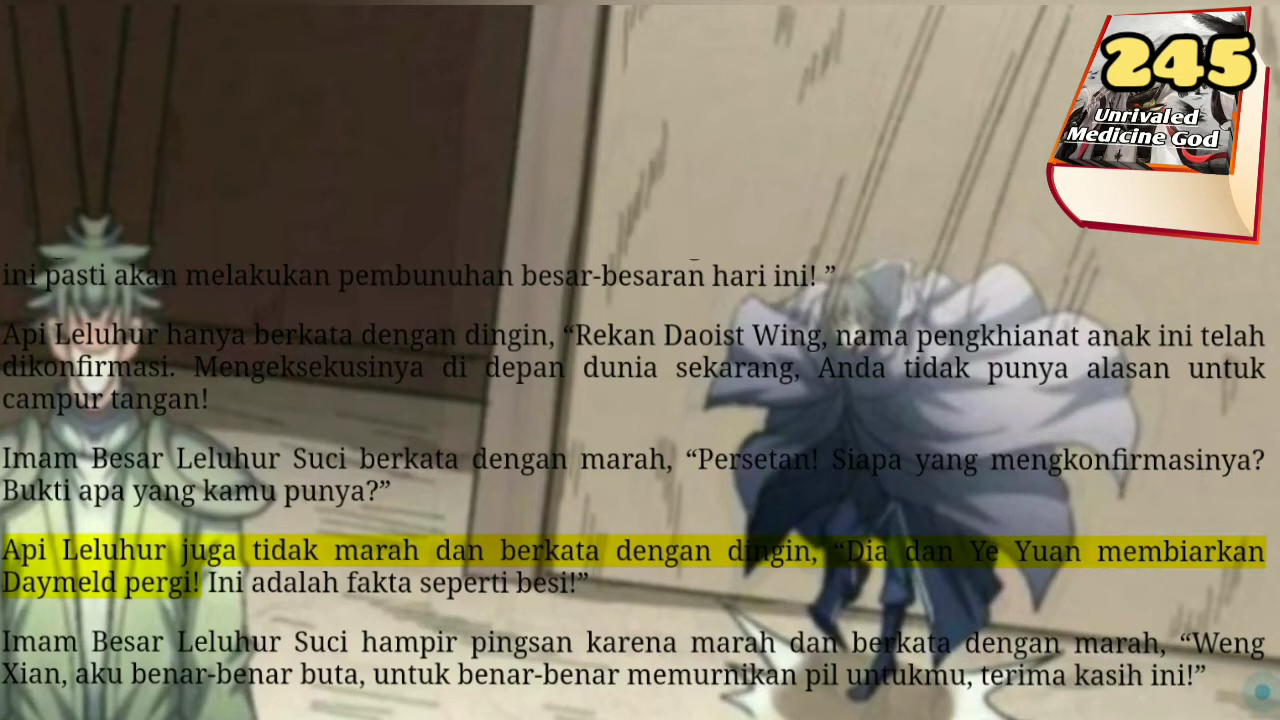 245
Unrivaled
Medicine God
ini pasti akan melakukan pembunuhan besar-besaran hari ini! ”
Api Leluhur hanya berkata dengan dingin, “Rekan Daoist Wing, nama pengkhianat anak ini telah
dikonfirmasi. Mengeksekusinya di depan dunia sekarang, Anda tidak punya alasan untuk
campur tangan!
Imam Besar Leluhur Suci berkata dengan marah, “Persetan! Siapa yang mengkonfirmasinya?
Bukti apa yang kamu punya?”
Api Leluhur juga tidak marah dan berkata dengan dingin, “Dia dan Ye Yuan membiarkan
Daymeld pergi! Ini adalah fakta seperti besi!”
Imam Besar Leluhur Suci hampir pingsan karena marah dan berkata dengan marah, “Weng
Xian, aku benar-benar buta, untuk benar-benar memurnikan pil untukmu, terima kasih ini!”